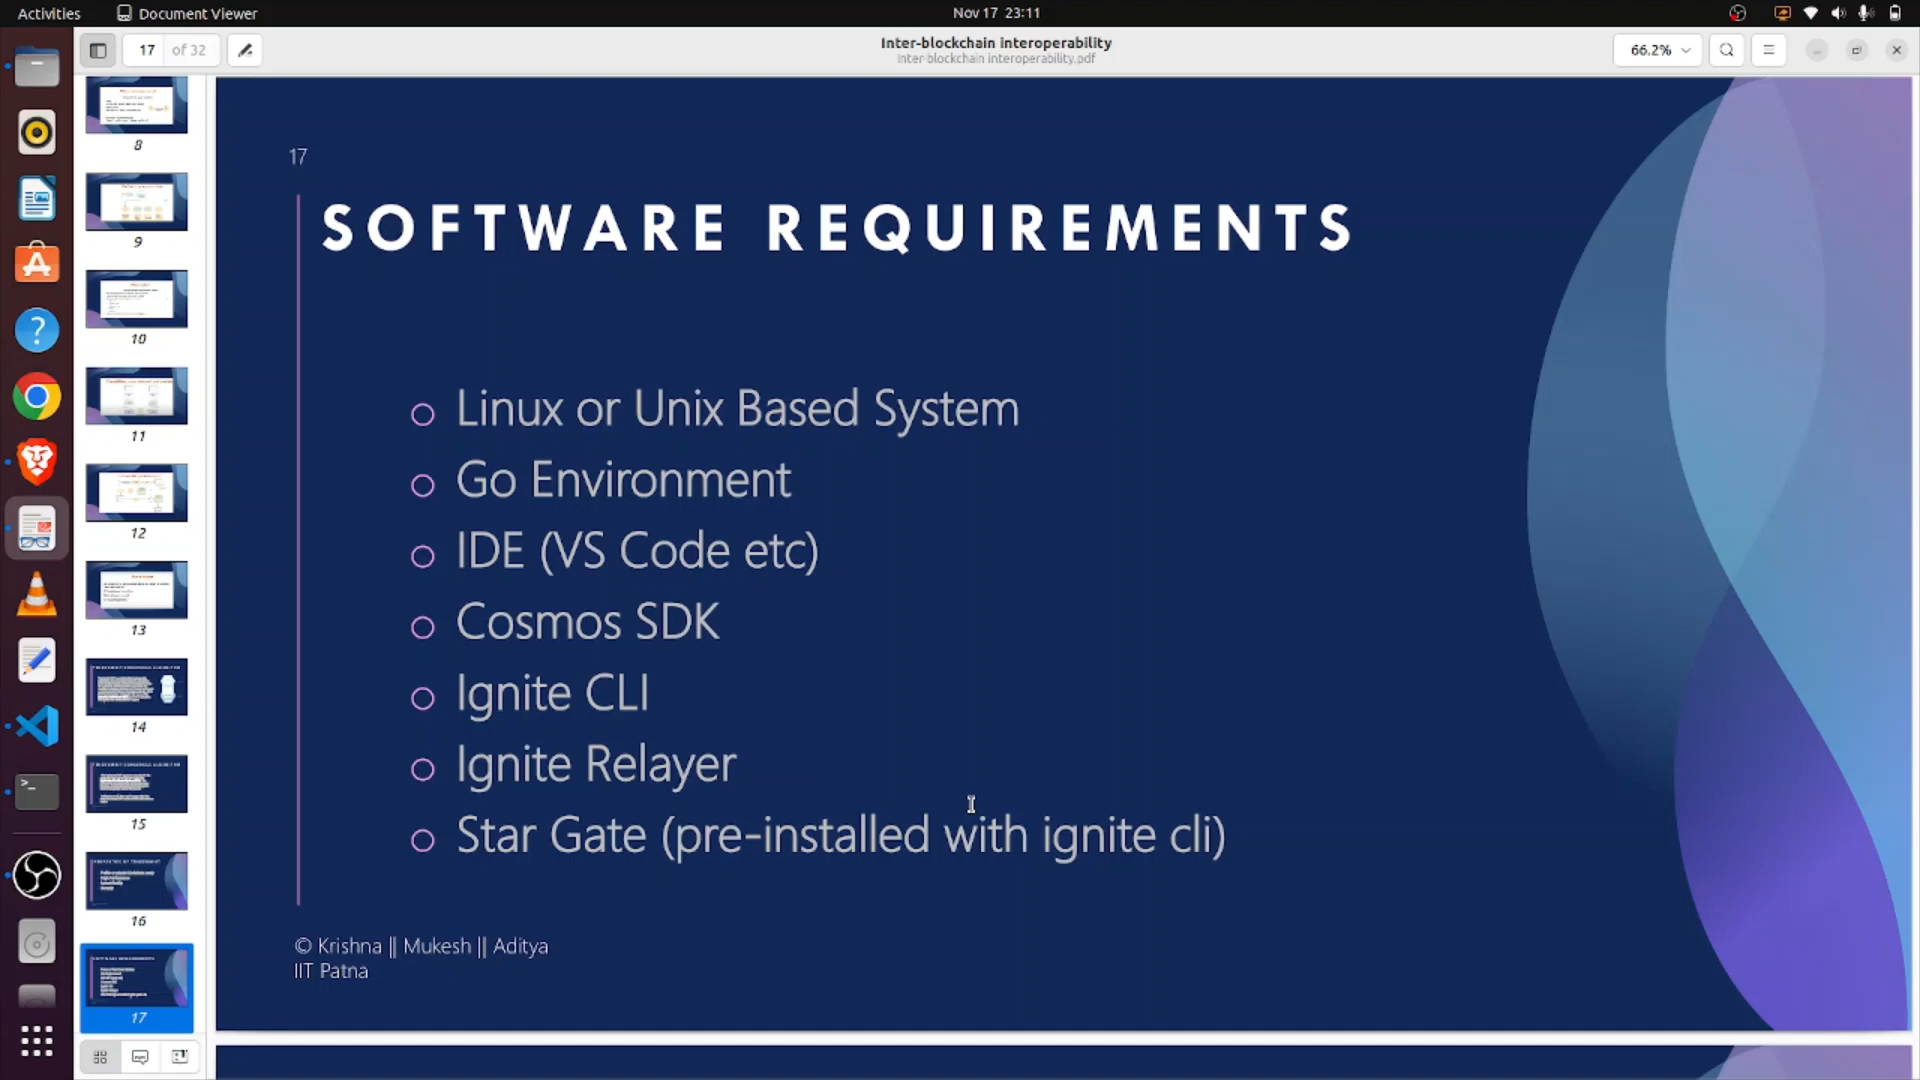 Activities
Document Viewer
Nov 17 23:11
17
of 32
Inter-blockchain interoperability
Inter-blockchain interoperability.pdf
66.2%
8
9
10
11
12
13
14
15
16
17
17
SOFTWARE REQUIREMENTS
Linux or Unix Based System
Go Environment
IDE (VS Code etc)
Cosmos SDK
Ignite CLI
Ignite Relayer
Star Gate (pre-installed with ignite cli)
© Krishna || Mukesh || Aditya
IIT Patna